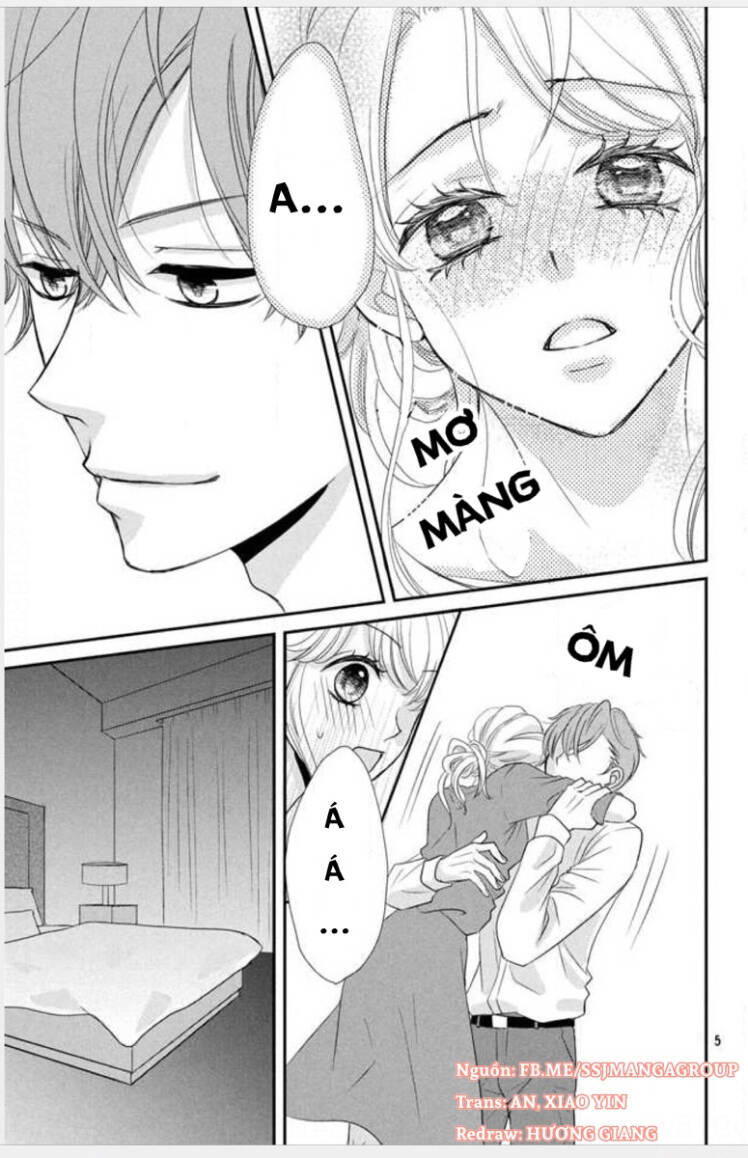 A...
MƠ
MÀNG
ÔM
Á
Á
...
5
Nguồn: FB.ME/SSJMANGAGROUP
Trans: AN, XIAO YIN
Redraw: HƯƠNG GIANG